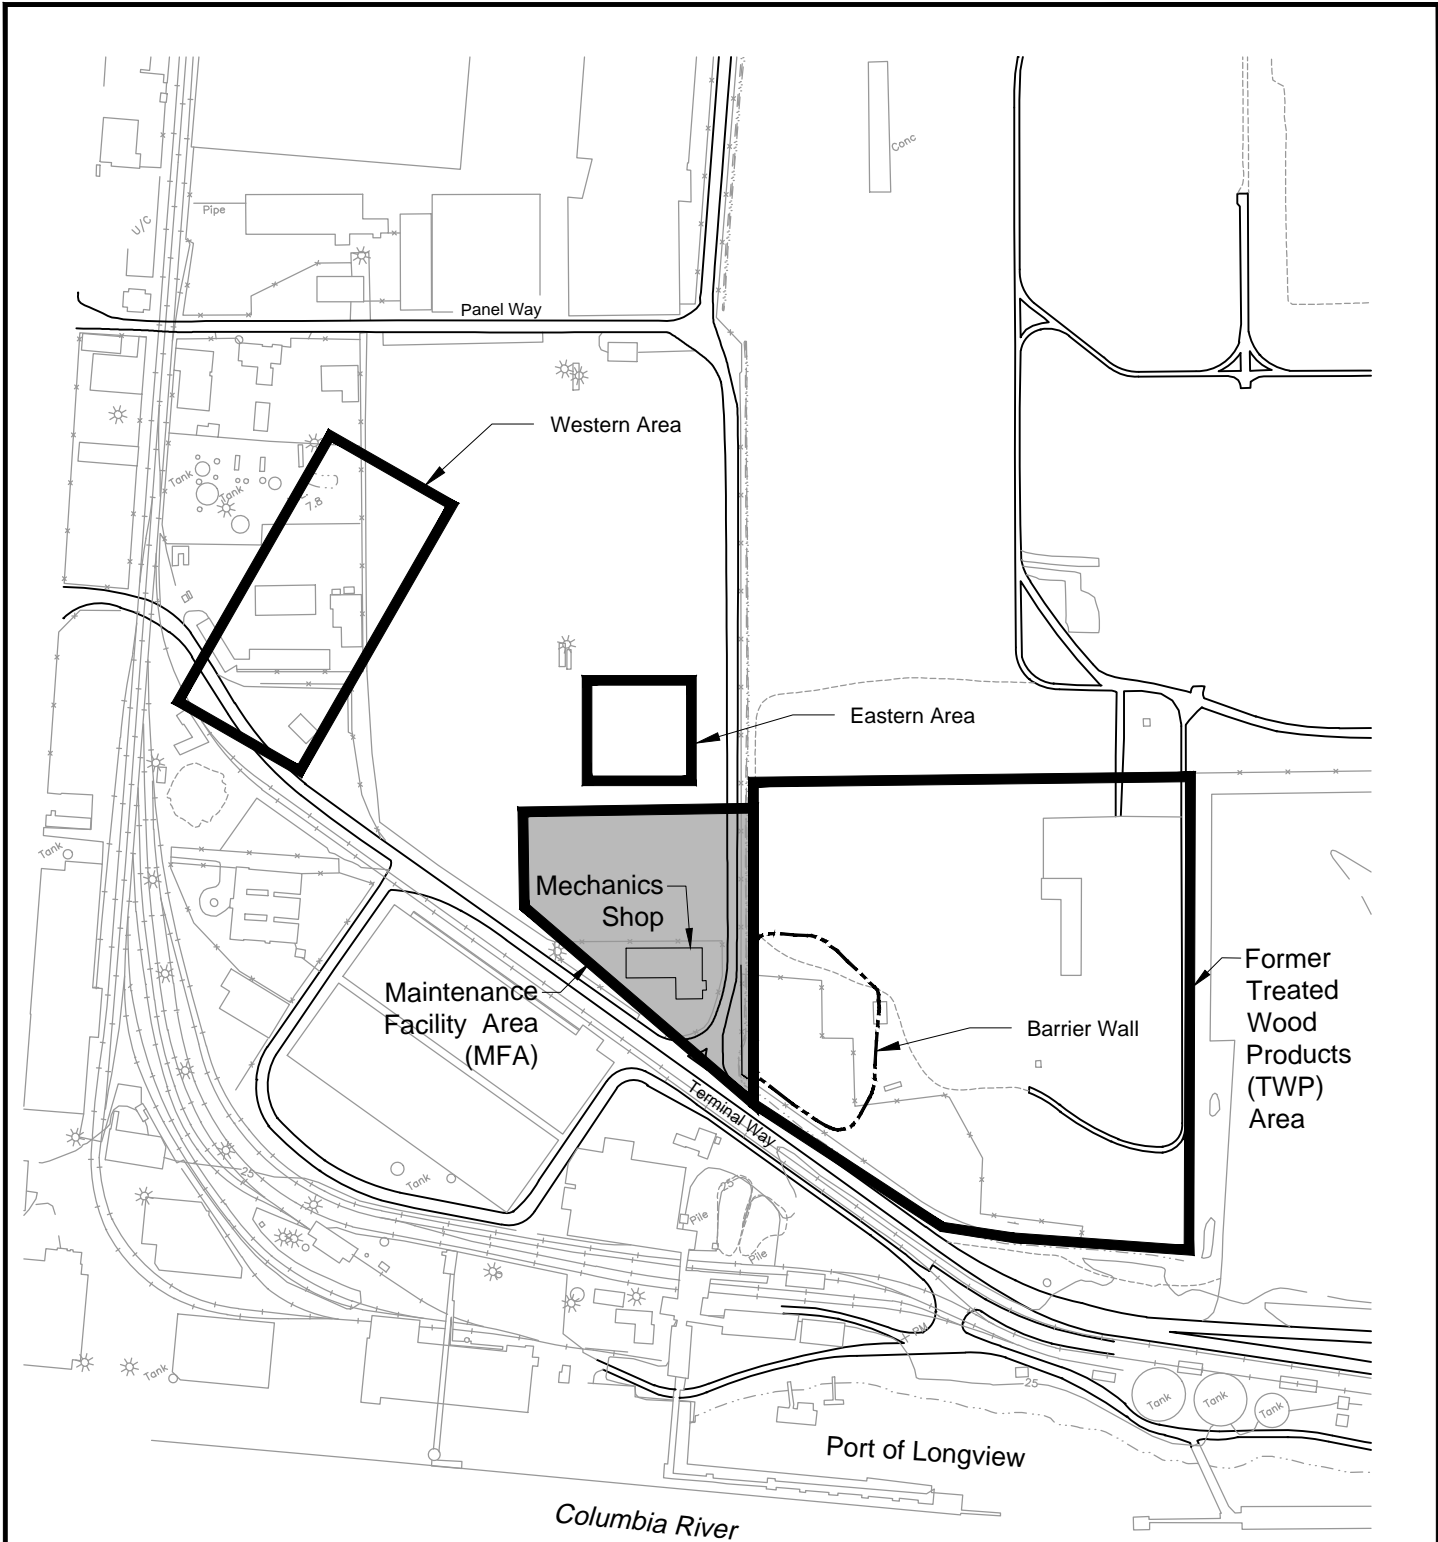 Conc
U/C
Pipe
Panel Way
Western Area
Tank
Tank
7.8
Eastern Area
Tank
Mechanics
Shop
Former
Treated
Wood
Products
(TWP)
Area
Maintenance
Facility Area
(MFA)
Barrier Wall
Terminal Way
25
Tank
25
Pile
Pile
PM
Tank
25
Tank
Tank
Tank
Port of Longview
Columbia River